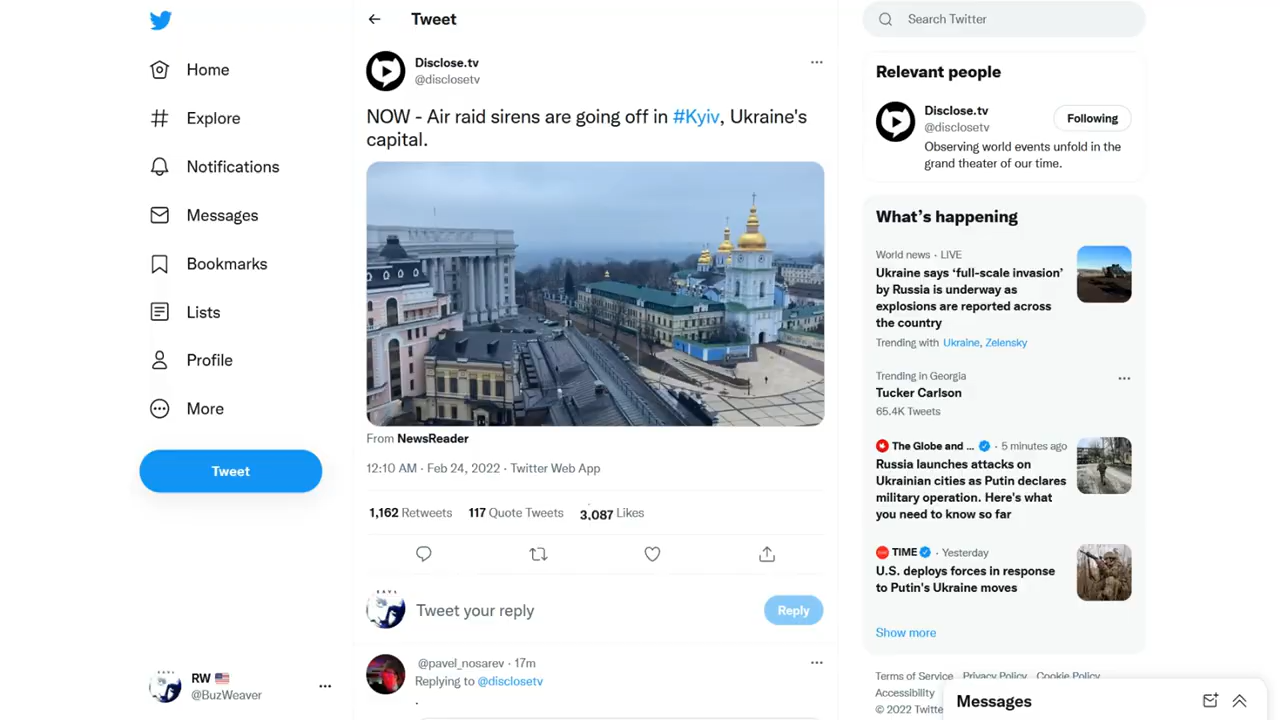 Home
Explore
Notifications
Messages
Bookmarks
Lists
Profile
More
Tweet
RW
@BuzWeaver
Tweet
Disclose.tv
@disclosetv
NOW - Air raid sirens are going off in #Kyiv, Ukraine's
capital.
From NewsReader
12:10 AM · Feb 24, 2022 · Twitter Web App
1,162 Retweets 117 Quote Tweets 3,087 Likes
Tweet your reply
Reply
@pavel_nosarev · 17m
Replying to @disclosetv
.
Search Twitter
Relevant people
Disclose.tv
@disclosetv
Following
Observing world events unfold in the
grand theater of our time.
What's happening
World news · LIVE
Ukraine says ‘full-scale invasion’
by Russia is underway as
explosions are reported across
the country
Trending with Ukraine, Zelensky
Trending in Georgia
Tucker Carlson
65.4K Tweets
The Globe and ... · 5 minutes ago
Russia launches attacks on
Ukrainian cities as Putin declares
military operation. Here's what
you need to know so far
TIME · Yesterday
U.S. deploys forces in response
to Putin's Ukraine moves
Show more
Terms of Service Privacy Policy Cookie Policy
Accessibility
© 2022 Twitte
Messages